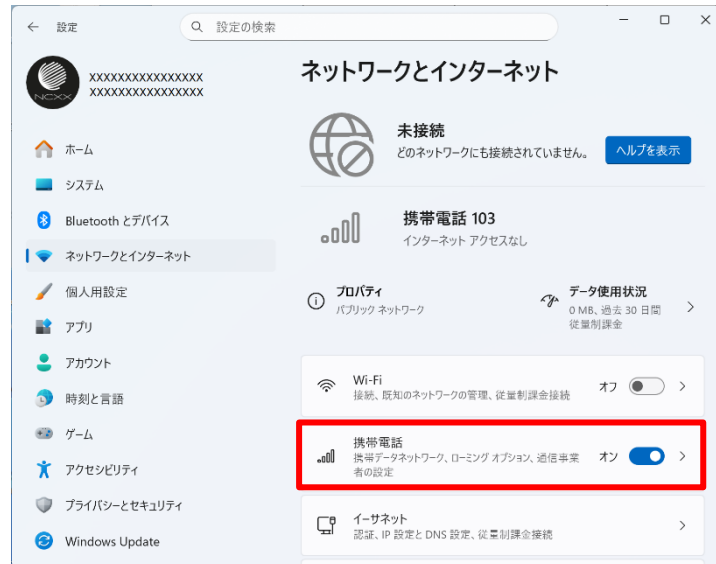 設定
設定の検索
NCXX
XXXXXXXXXXXXXXXX
XXXXXXXXXXXXXXXX
ホーム
システム
Bluetooth とデバイス
ネットワークとインターネット
個人用設定
アプリ
アカウント
時刻と言語
ゲーム
アクセシビリティ
プライバシーとセキュリティ
Windows Update
ネットワークとインターネット
未接続
どのネットワークにも接続されていません。
ヘルプを表示
携帯電話 103
インターネット アクセスなし
プロパティ
パブリック ネットワーク
データ使用状況
0 MB、過去 30 日間
従量制課金
Wi-Fi
接続、既知のネットワークの管理、従量制課金接続
オフ
携帯電話
携帯データネットワーク、ローミング オプション、通信事業
者の設定
オン
イーサネット
認証、IP 設定と DNS 設定、従量制課金接続